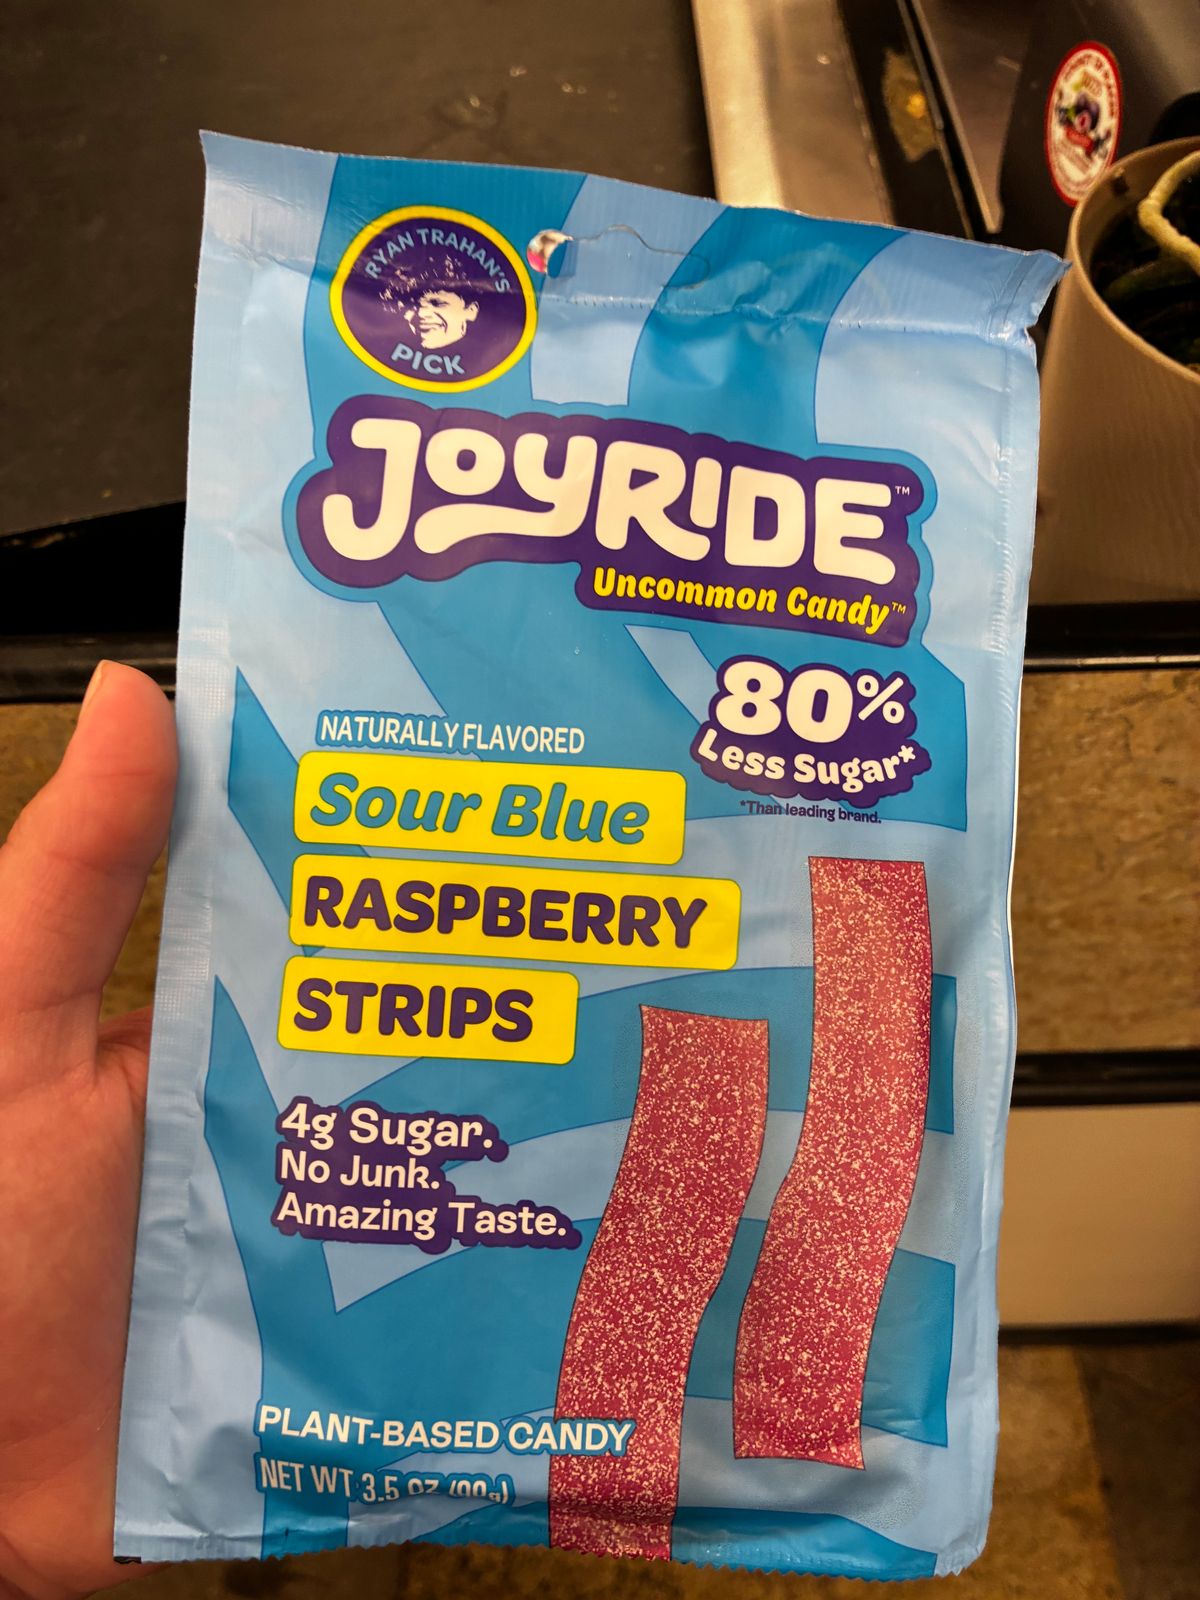 RYAN TRAHAN'S
PICK
JOYRIDE™
Uncommon Candy™
80%
Less Sugar*
*Than leading brand.
NATURALLY FLAVORED
Sour Blue
RASPBERRY
STRIPS
4g Sugar.
No Junk.
Amazing Taste.
PLANT-BASED CANDY
NET WT 3.5 OZ